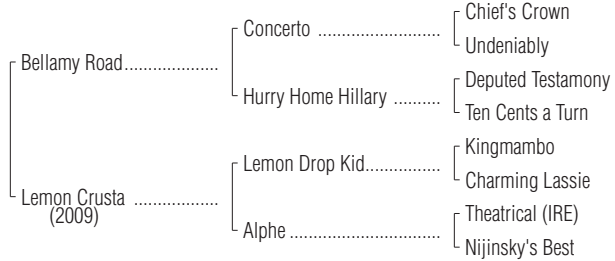 Chief's Crown
Concerto ..............................
Undeniably
Bellamy Road.......................
Deputed Testamony
Hurry Home Hillary ...........
Ten Cents a Turn
Kingmambo
Lemon Drop Kid..................
Charming Lassie
Lemon Crusta .....................
(2009)
Theatrical (IRE)
Alphe .....................................
Nijinsky's Best